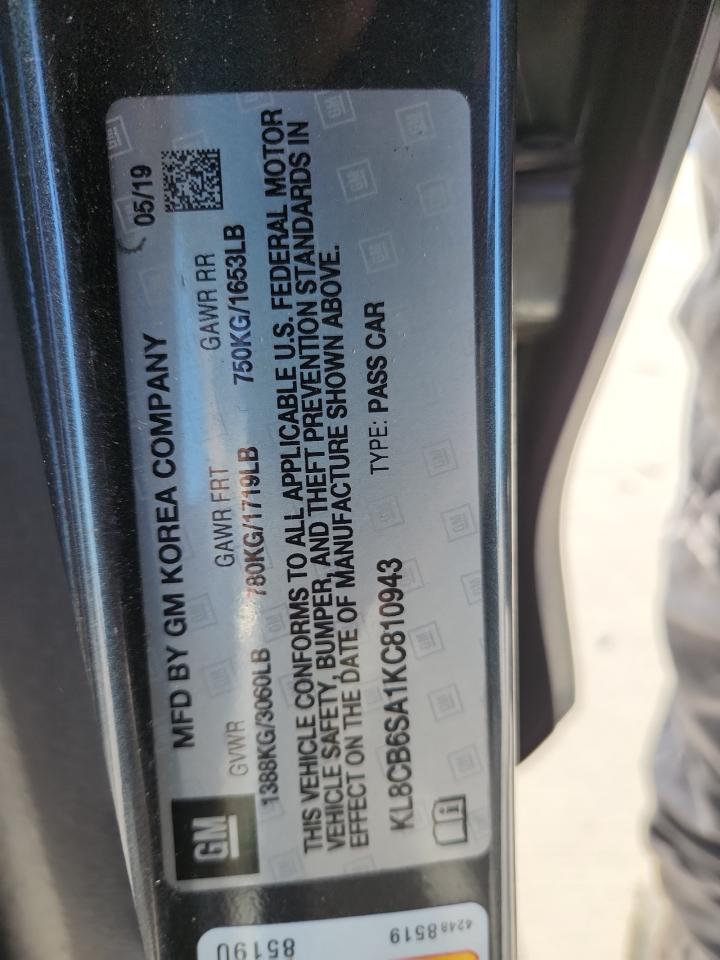 GM
MFD BY GM KOREA COMPANY 05/19
GVWR GAWR FRT GAWR RR
1388KG/3060LB 780KG/1719LB 750KG/1653LB
THIS VEHICLE CONFORMS TO ALL APPLICABLE U.S. FEDERAL MOTOR
VEHICLE SAFETY, BUMPER, AND THEFT PREVENTION STANDARDS IN
EFFECT ON THE DATE OF MANUFACTURE SHOWN ABOVE.
KL8CB6SA1KC810943 TYPE: PASS CAR
42488519
8519U